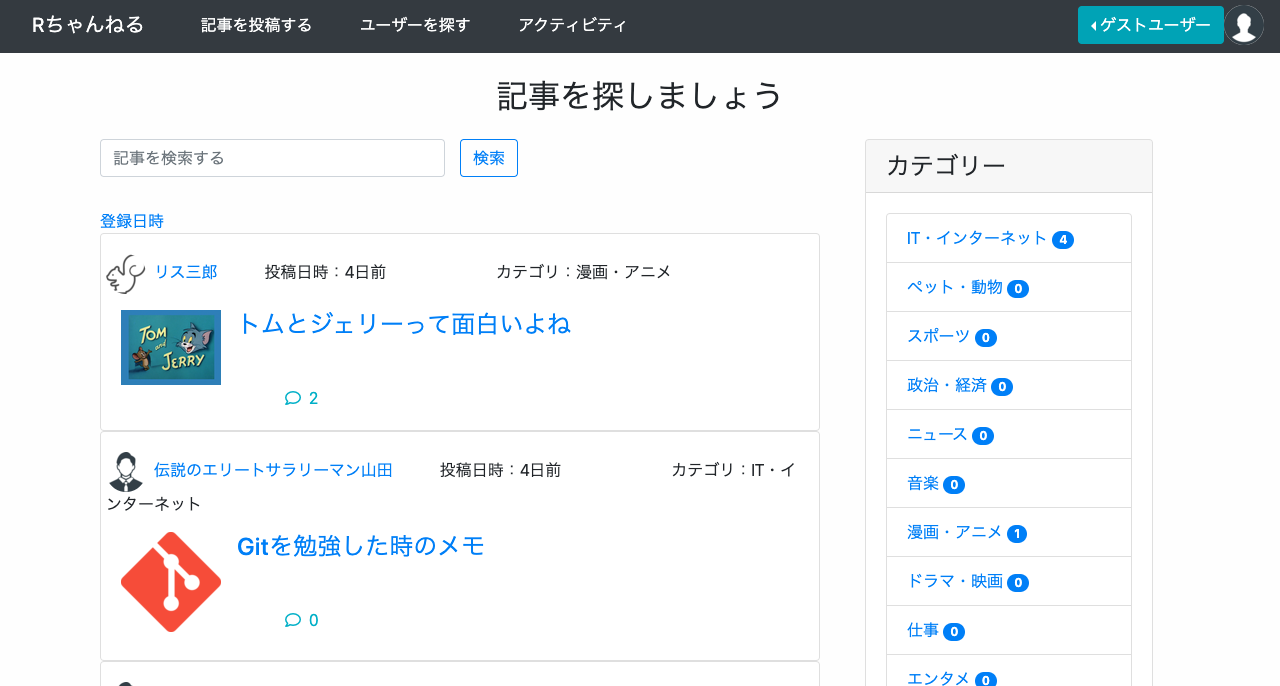 Rちゃんねる 記事を投稿する ユーザーを探す アクティビティ ゲストユーザー
記事を探しましょう
記事を検索する 検索
登録日時
リス三郎 投稿日時：4日前 カテゴリ：漫画・アニメ
TOM
and
JERRY
トムとジェリーって面白いよね
2
伝説のエリートサラリーマン山田 投稿日時：4日前 カテゴリ：IT・イ
ンターネット
Gitを勉強した時のメモ
0
カテゴリー
IT・インターネット 4
ペット・動物 0
スポーツ 0
政治・経済 0
ニュース 0
音楽 0
漫画・アニメ 1
ドラマ・映画 0
仕事 0
エンタメ 0